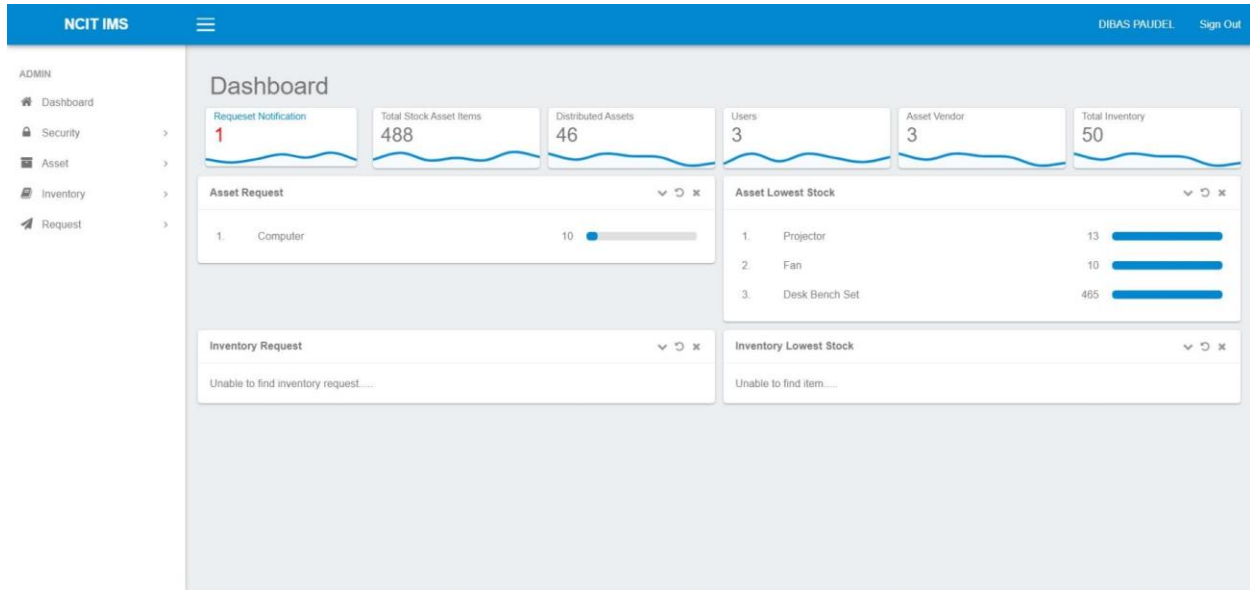 NCIT IMS
DIBAS PAUDEL Sign Out
ADMIN
Dashboard
Security
Asset
Inventory
Request
Dashboard
Requeset Notification
1
Total Stock Asset Items
488
Distributed Assets
46
Users
3
Asset Vendor
3
Total Inventory
50
Asset Request
1. Computer 10
Asset Lowest Stock
1. Projector 13
2. Fan 10
3. Desk Bench Set 465
Inventory Request
Unable to find inventory request.....
Inventory Lowest Stock
Unable to find item.....